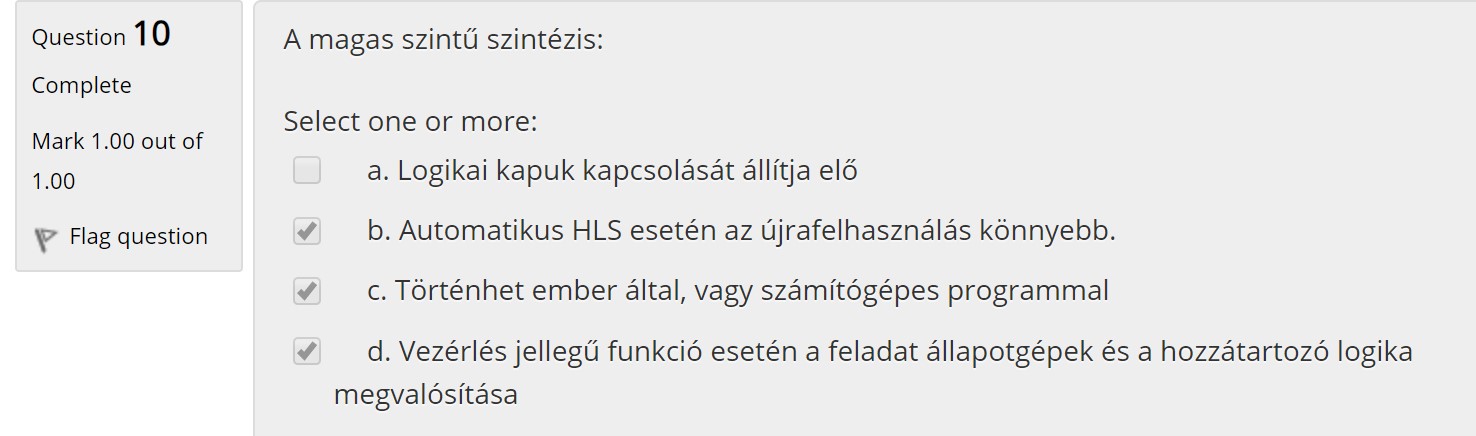 Question 10
Complete
Mark 1.00 out of
1.00
Flag question
A magas szintű szintézis:
Select one or more:
a. Logikai kapuk kapcsolását állítja elő
b. Automatikus HLS esetén az újrafelhasználás könnyebb.
c. Történhet ember által, vagy számítógépes programmal
d. Vezérlés jellegű funkció esetén a feladat állapotgépek és a hozzátartozó logika
megvalósítása